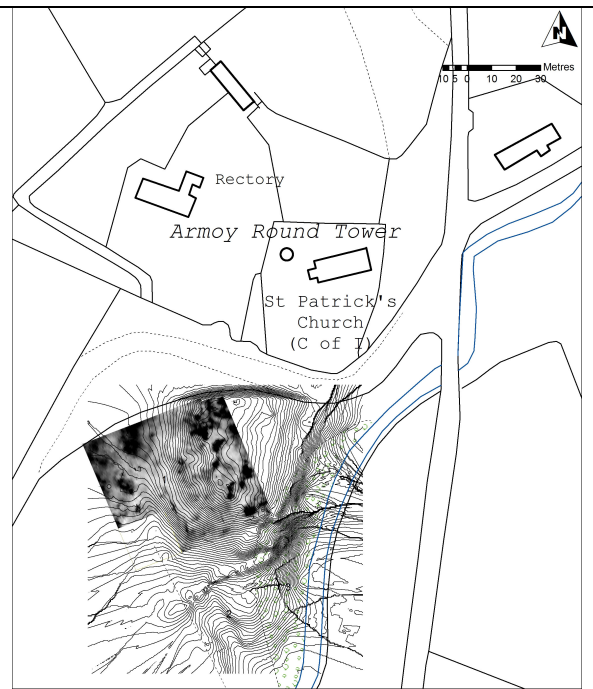 N
Metres
10 5 0 10 20 30
Rectory
Armoy Round Tower
St Patrick's
Church
(C of I)